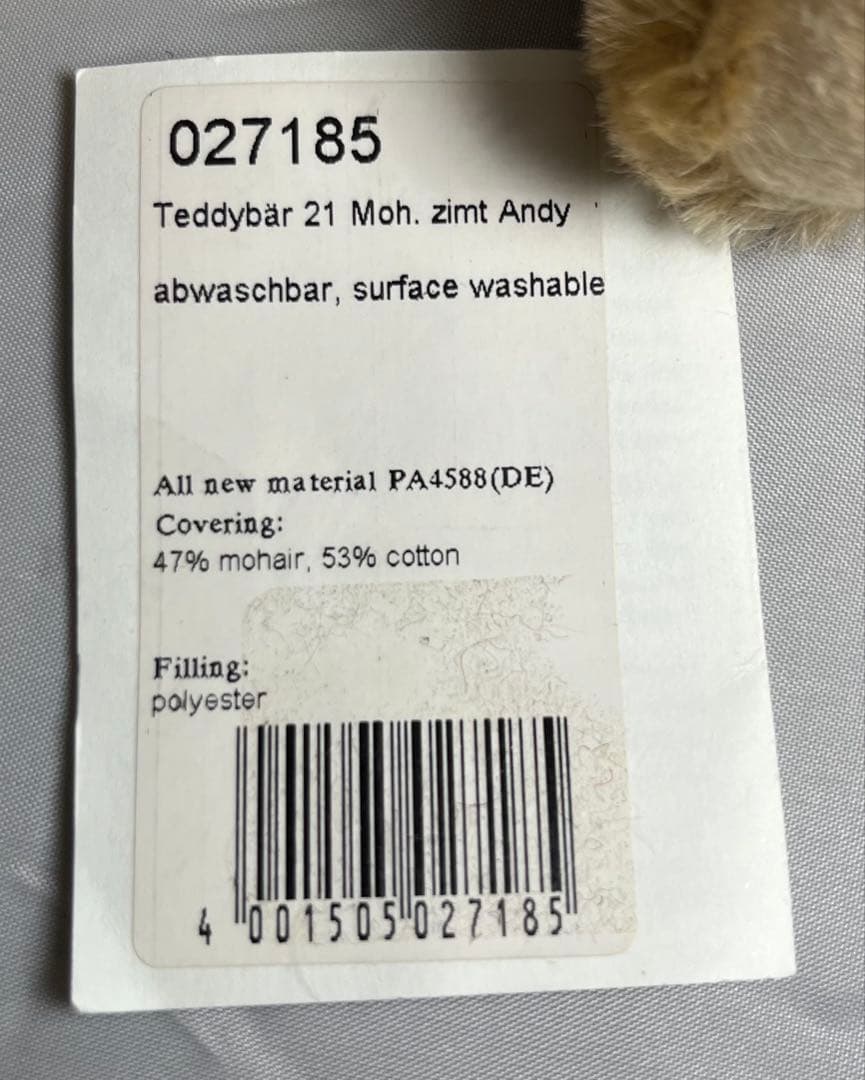 027185
Teddybär 21 Moh. zimt Andy
abwaschbar, surface washable
All new material PA4588(DE)
Covering:
47% mohair, 53% cotton
Filling:
polyester
4 001505 027185